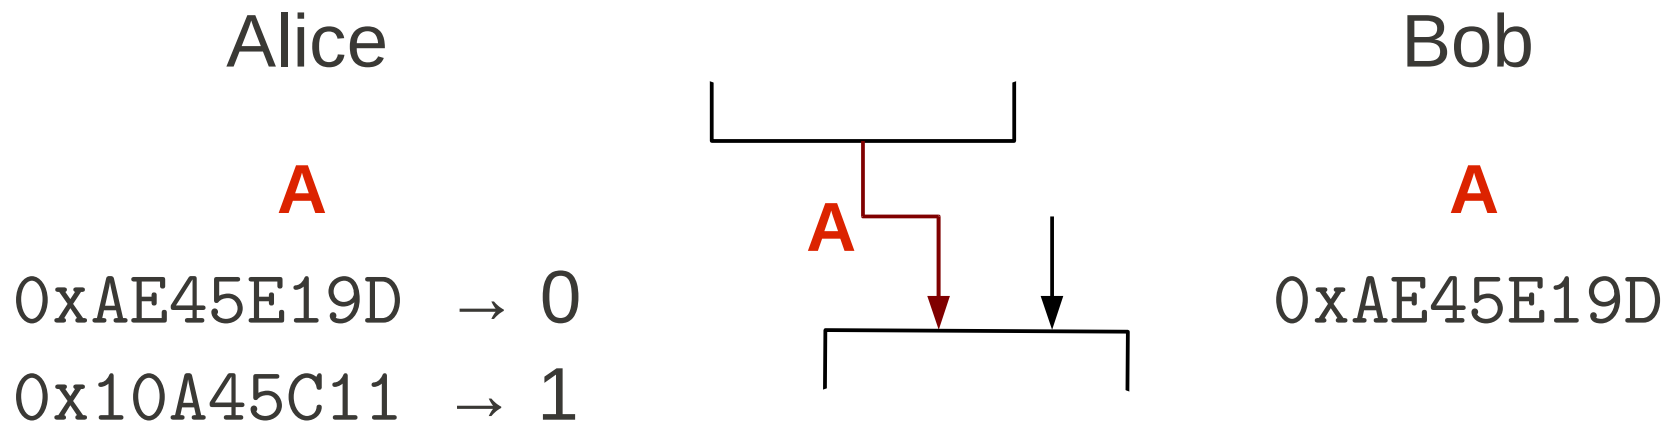 Alice
Bob
A
A
A
0xAE45E19D → 0
0xAE45E19D
0x10A45C11 → 1